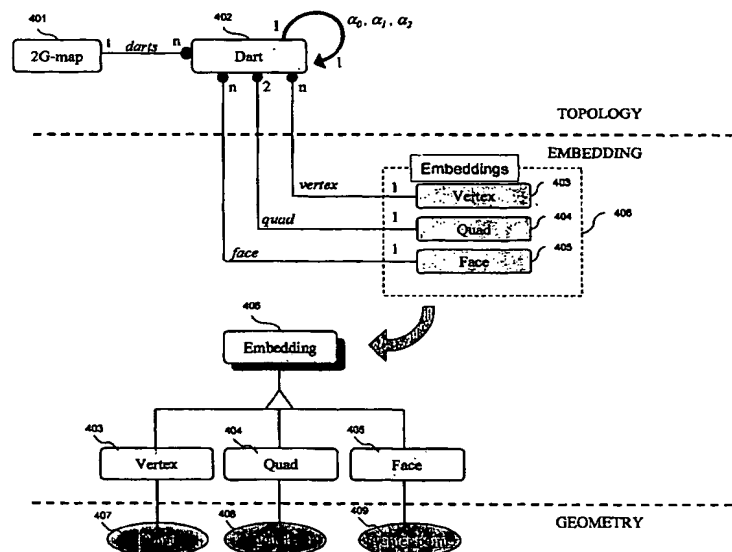 401
2G-map
1
darts
n
402
Dart
1
α₀, α₁, α₂
1
n
2
n
TOPOLOGY
EMBEDDING
Embeddings
vertex
1
Vertex
403
quad
1
Quad
404
face
1
Face
405
406
406
Embedding
403
Vertex
404
Quad
405
Face
GEOMETRY
407
408
409